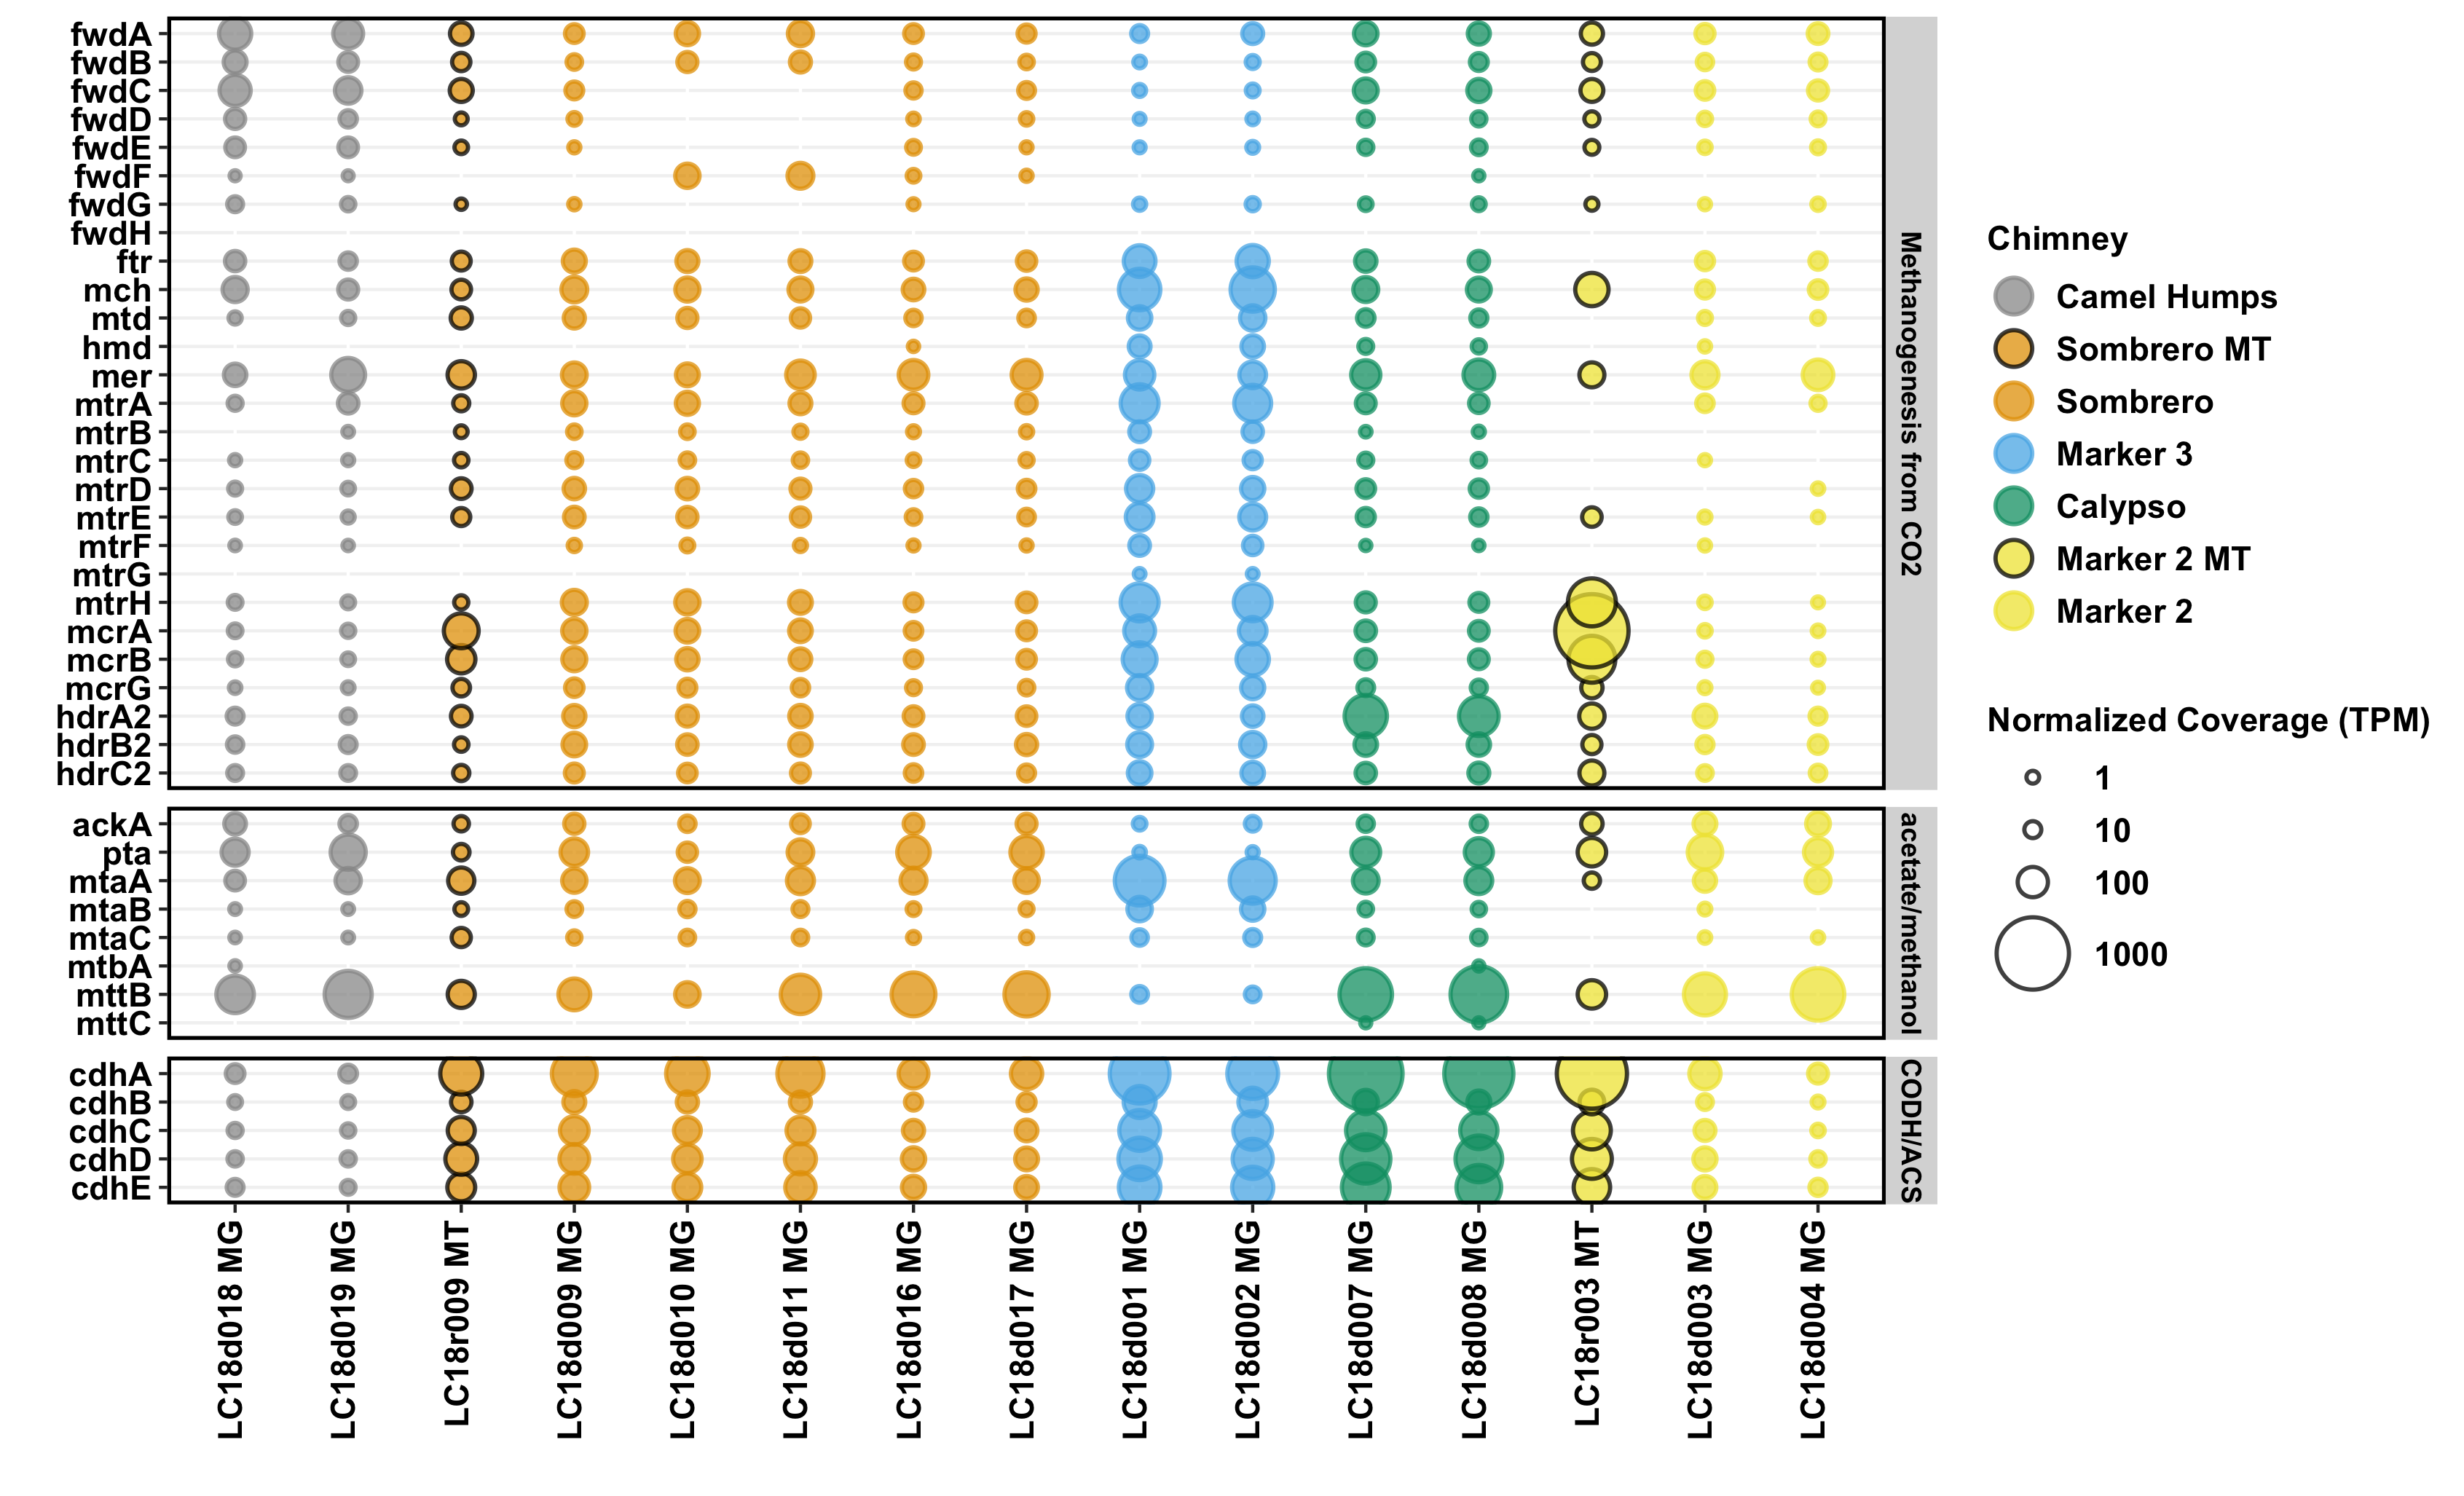 fwdA
fwdB
fwdC
fwdD
fwdE
fwdF
fwdG
fwdH
ftr
mch
mtd
hmd
mer
mtrA
mtrB
mtrC
mtrD
mtrE
mtrF
mtrG
mtrH
mcrA
mcrB
mcrG
hdrA2
hdrB2
hdrC2
Methanogenesis from CO2
ackA
pta
mtaA
mtaB
mtaC
mtbA
mttB
mttC
acetate/methanol
cdhA
cdhB
cdhC
cdhD
cdhE
CODH/ACS
LC18d018 MG
LC18d019 MG
LC18r009 MT
LC18d009 MG
LC18d010 MG
LC18d011 MG
LC18d016 MG
LC18d017 MG
LC18d001 MG
LC18d002 MG
LC18d007 MG
LC18d008 MG
LC18r003 MT
LC18d003 MG
LC18d004 MG
Chimney
Camel Humps
Sombrero MT
Sombrero
Marker 3
Calypso
Marker 2 MT
Marker 2
Normalized Coverage (TPM)
1
10
100
1000